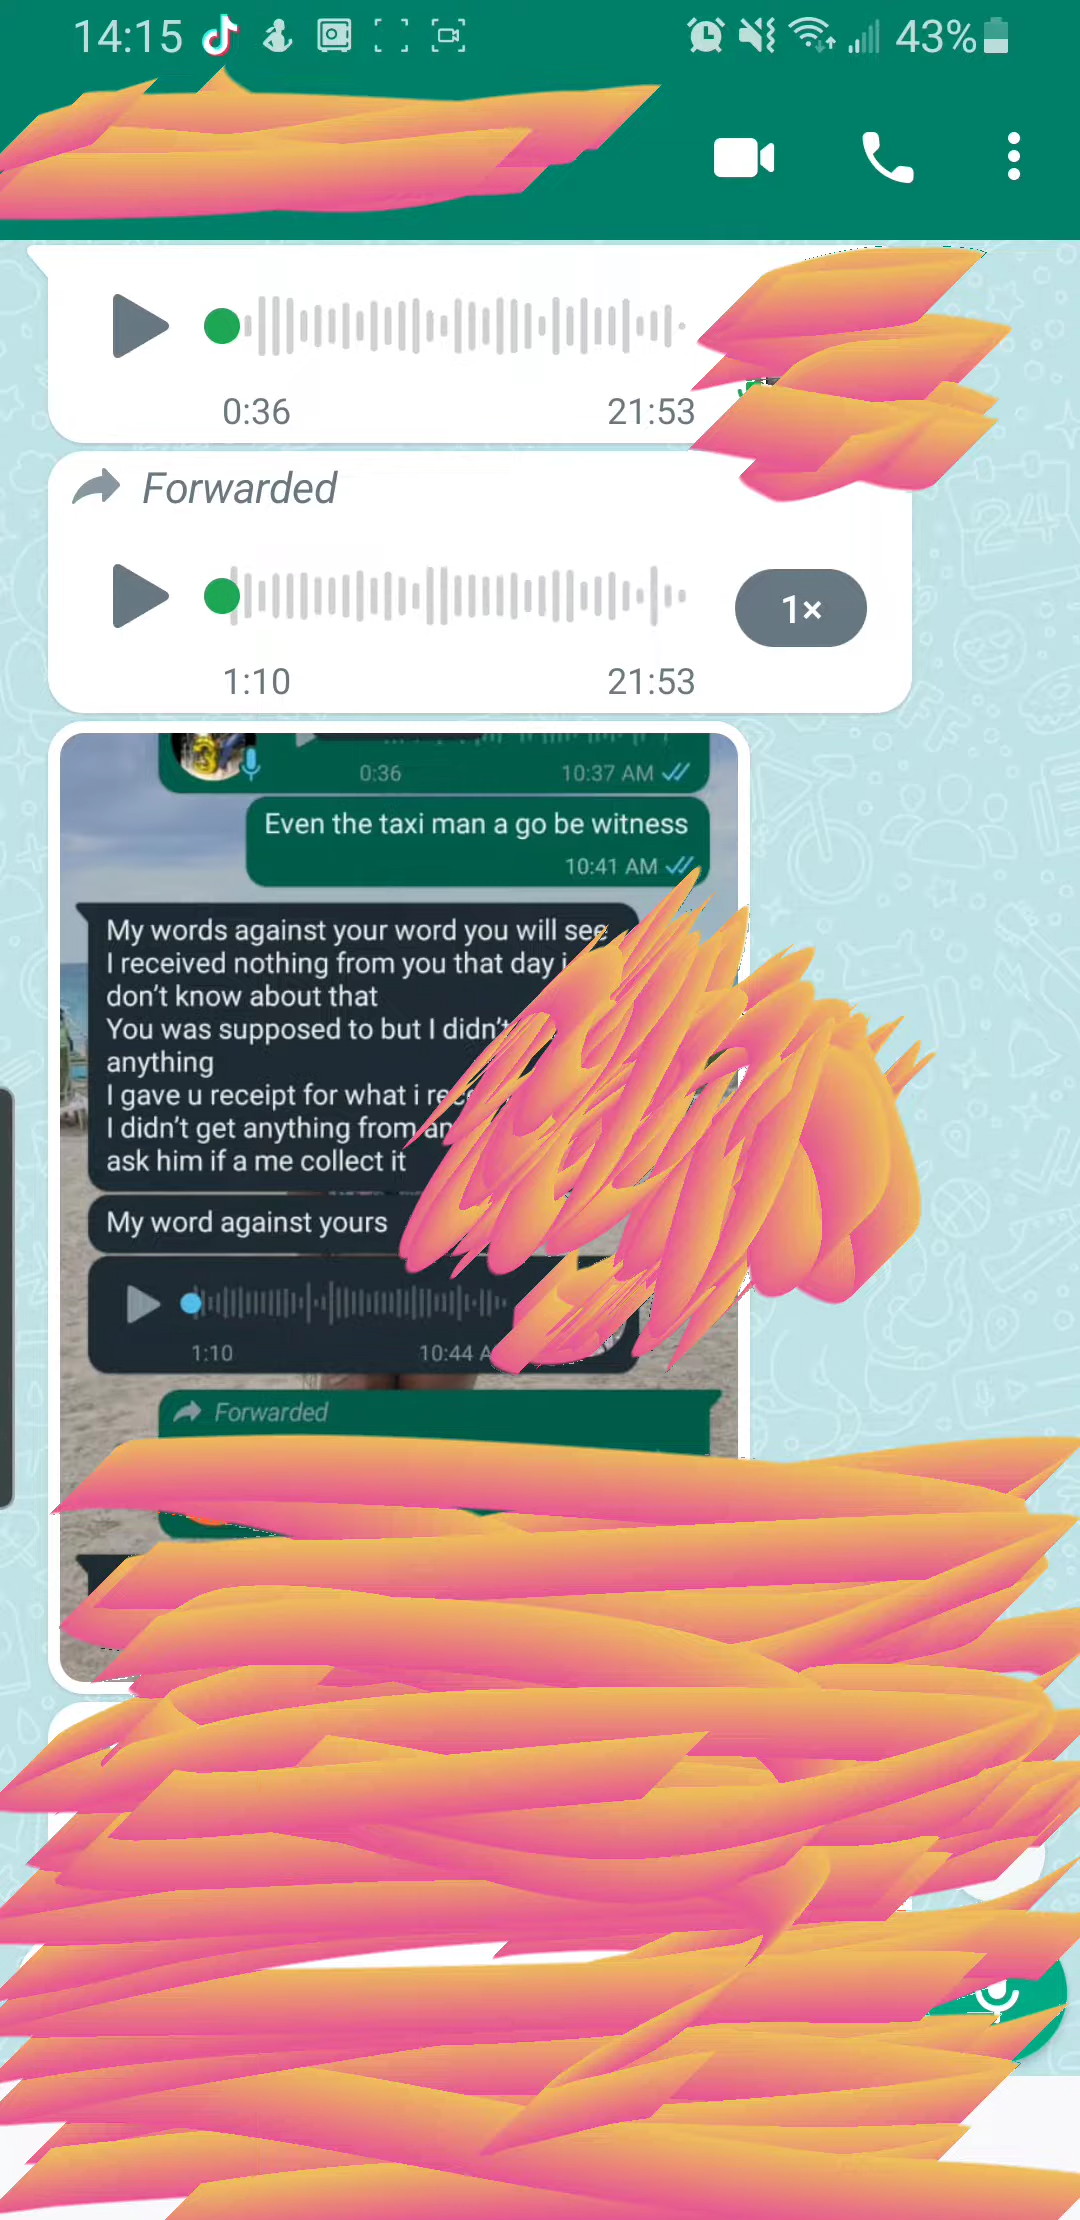 14:15
43%
0:36 21:53
Forwarded
1×
1:10 21:53
0:36 10:37 AM
Even the taxi man a go be witness
10:41 AM
My words against your word you will see
I received nothing from you that day i
don't know about that
You was supposed to but I didn't
anything
I gave u receipt for what i
I didn't get anything from
ask him if a me collect it
My word against yours
1:10 10:44
Forwarded